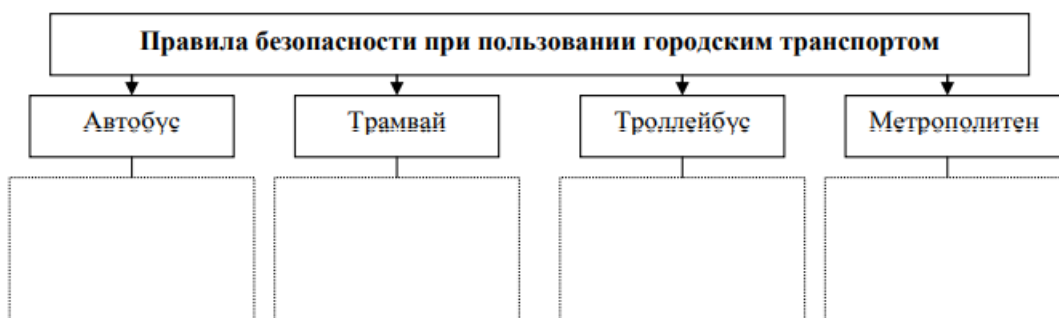 Правила безопасности при пользовании городским транспортом
Автобус
Трамвай
Троллейбус
Метрополитен